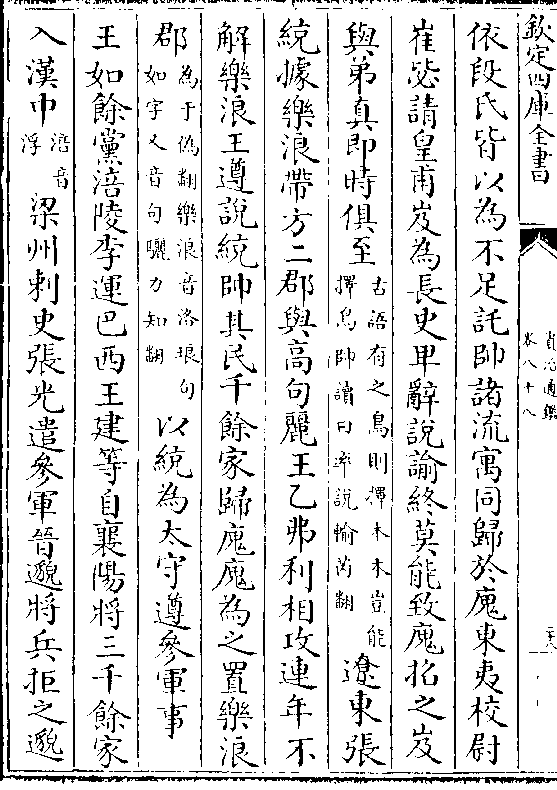 欽定四庫全書
資治通鑑
卷八十八
依段氏皆以為不足託帥諸流寓同歸於廆東夷校尉
崔毖請皇甫岌為長史卑辭說諭終莫能致廆招之岌
與弟真即時俱至古語有之鳥則擇木木豈能擇鳥帥讀曰率說輸芮翻遼東張
統據樂浪帶方二郡與高句麗王乙弗利相攻連年不
解樂浪王遵說統帥其民千餘家歸廆廆為之置樂浪
郡為于偽翻樂浪音洛琅句如字又音句驪力知翻以統為太守遵參軍事
王如餘黨涪陵李運巴西王建等自襄陽將三千餘家
入漢中涪音浮梁州刺史張光遣參軍晉邈將兵拒之邈